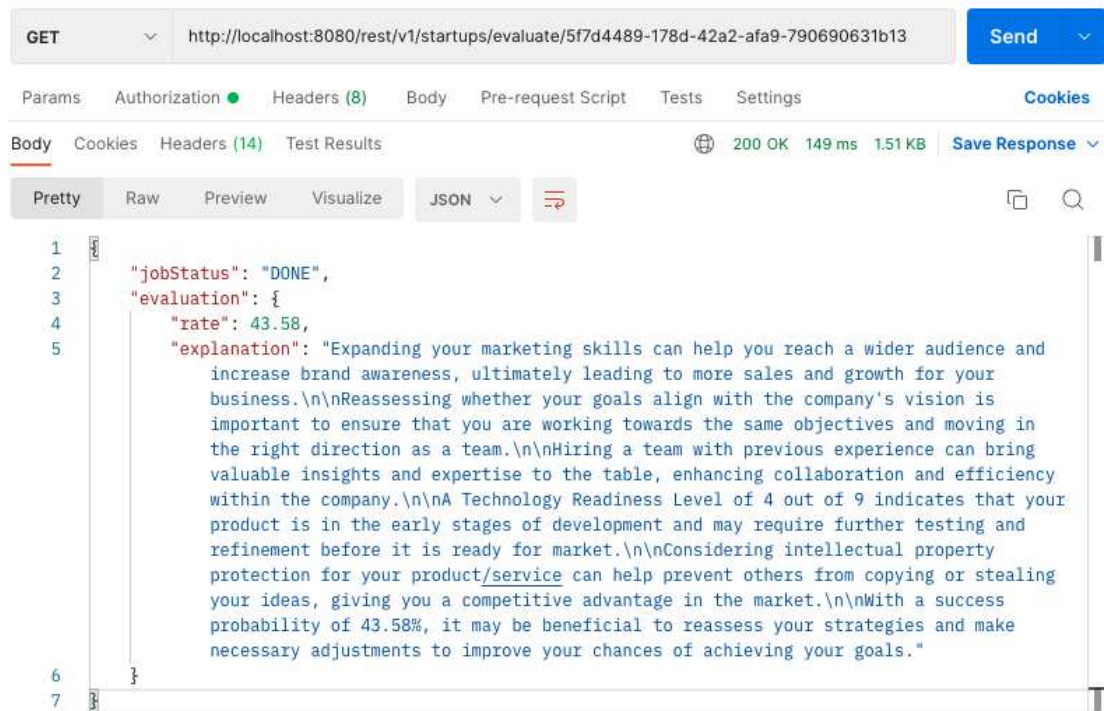 GET http://localhost:8080/rest/v1/startups/evaluate/5f7d4489-178d-42a2-afa9-790690631b13 Send
Params Authorization Headers (8) Body Pre-request Script Tests Settings Cookies
Body Cookies Headers (14) Test Results 200 OK 149 ms 1.51 KB Save Response
Pretty Raw Preview Visualize JSON
1 {
2 "jobStatus": "DONE",
3 "evaluation": {
4 "rate": 43.58,
5 "explanation": "Expanding your marketing skills can help you reach a wider audience and
increase brand awareness, ultimately leading to more sales and growth for your
business.\n\nReassessing whether your goals align with the company's vision is
important to ensure that you are working towards the same objectives and moving in
the right direction as a team.\n\nHiring a team with previous experience can bring
valuable insights and expertise to the table, enhancing collaboration and efficiency
within the company.\n\nA Technology Readiness Level of 4 out of 9 indicates that your
product is in the early stages of development and may require further testing and
refinement before it is ready for market.\n\nConsidering intellectual property
protection for your product/service can help prevent others from copying or stealing
your ideas, giving you a competitive advantage in the market.\n\nWith a success
probability of 43.58%, it may be beneficial to reassess your strategies and make
necessary adjustments to improve your chances of achieving your goals."
6 }
7 }